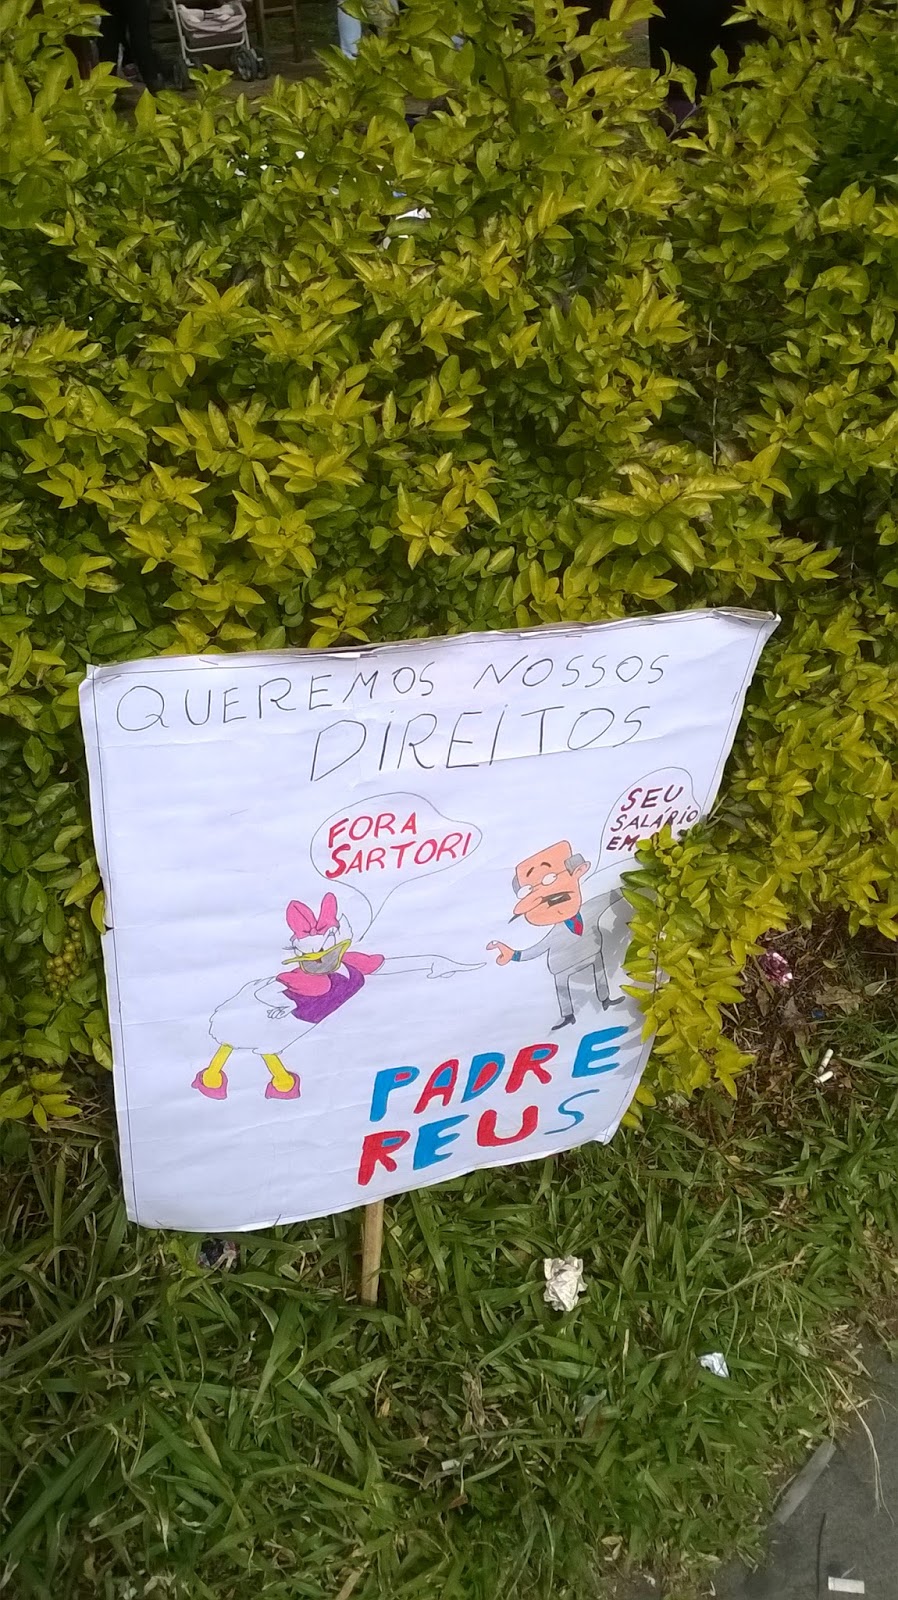 QUEREMOS NOSSOS
DIREITOS
FORA
SARTORI
SEU
SALÁRIO
EM
PADRE
REUS